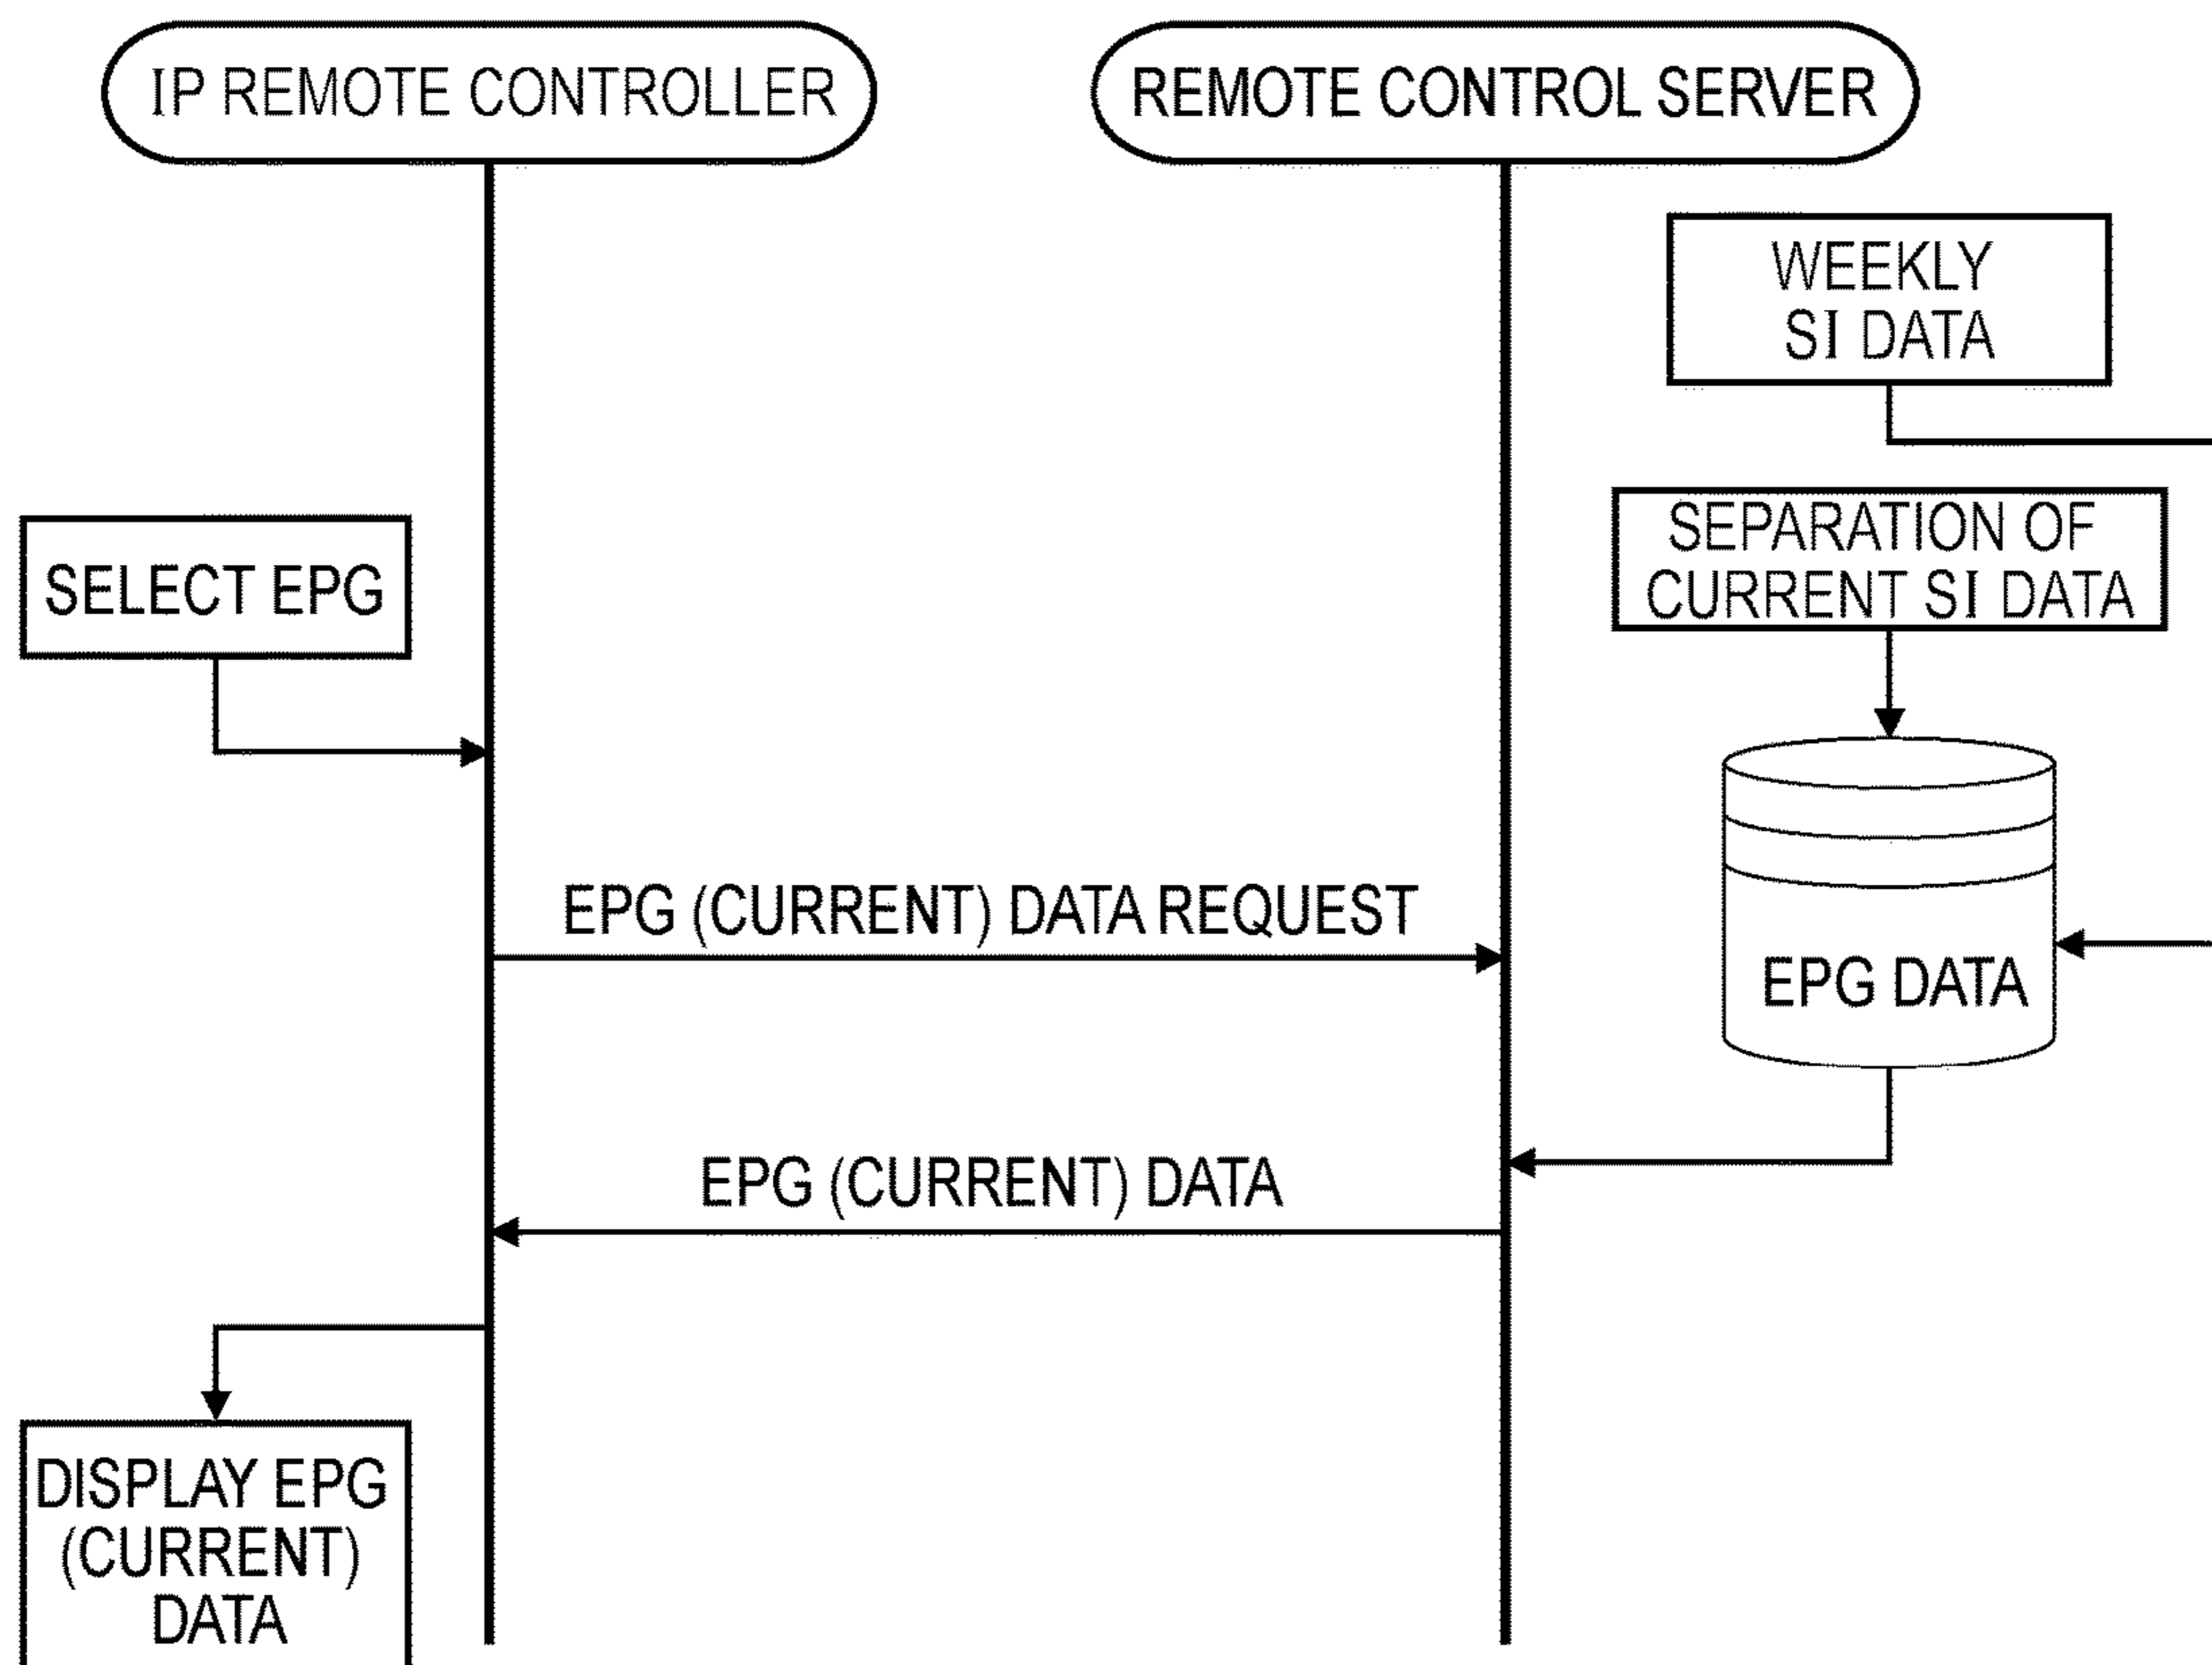 IP REMOTE CONTROLLER
REMOTE CONTROL SERVER
WEEKLY
SI DATA
SEPARATION OF
CURRENT SI DATA
SELECT EPG
EPG (CURRENT) DATA REQUEST
EPG DATA
EPG (CURRENT) DATA
DISPLAY EPG
(CURRENT)
DATA